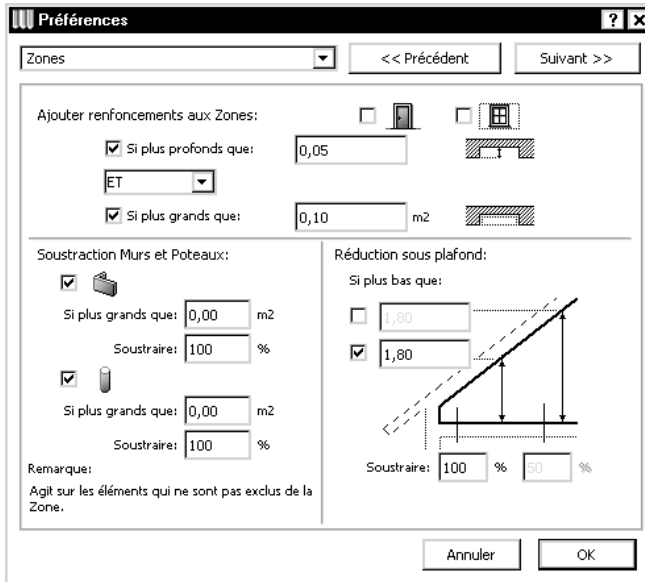 Préférences
?
Zones
<< Précédent
Suivant >>
Ajouter renfoncements aux Zones:
Si plus profonds que:
0,05
ET
Si plus grands que:
0,10
m2
Soustraction Murs et Poteaux:
Si plus grands que:
0,00
m2
Soustraire:
100
%
Si plus grands que:
0,00
m2
Soustraire:
100
%
Remarque:
Agit sur les éléments qui ne sont pas exclus de la
Zone.
Réduction sous plafond:
Si plus bas que:
1,80
1,80
Soustraire:
100
%
50
%
Annuler
OK